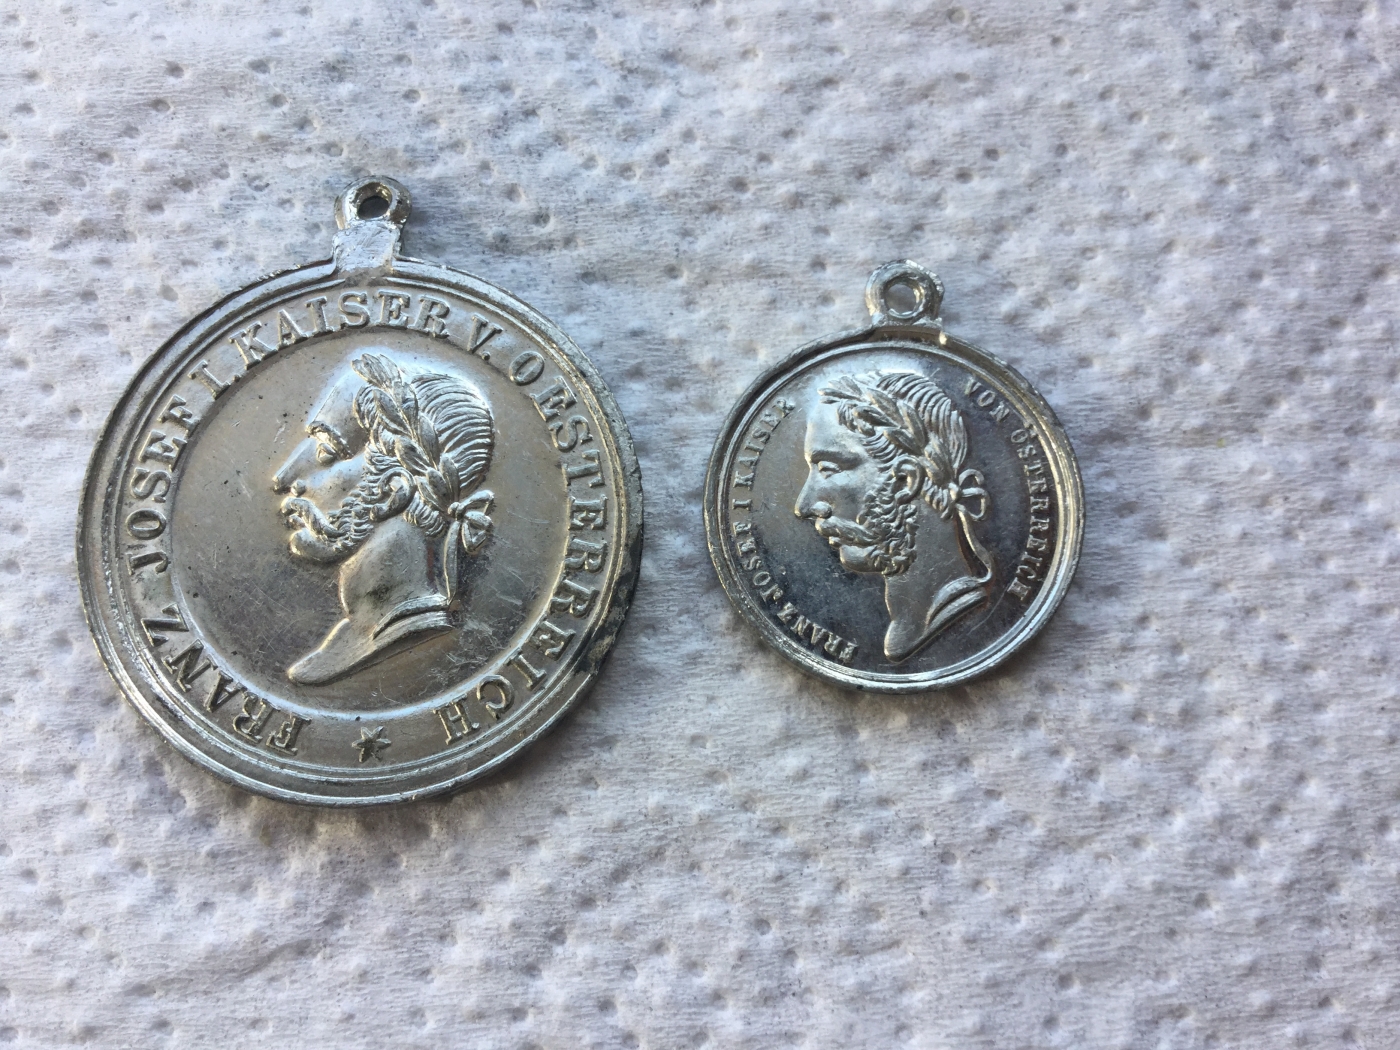 FRANZ JOSEF I. KAISER V. OESTERREICH
FRANZ JOSEF I KAISER VON ÖSTERREICH